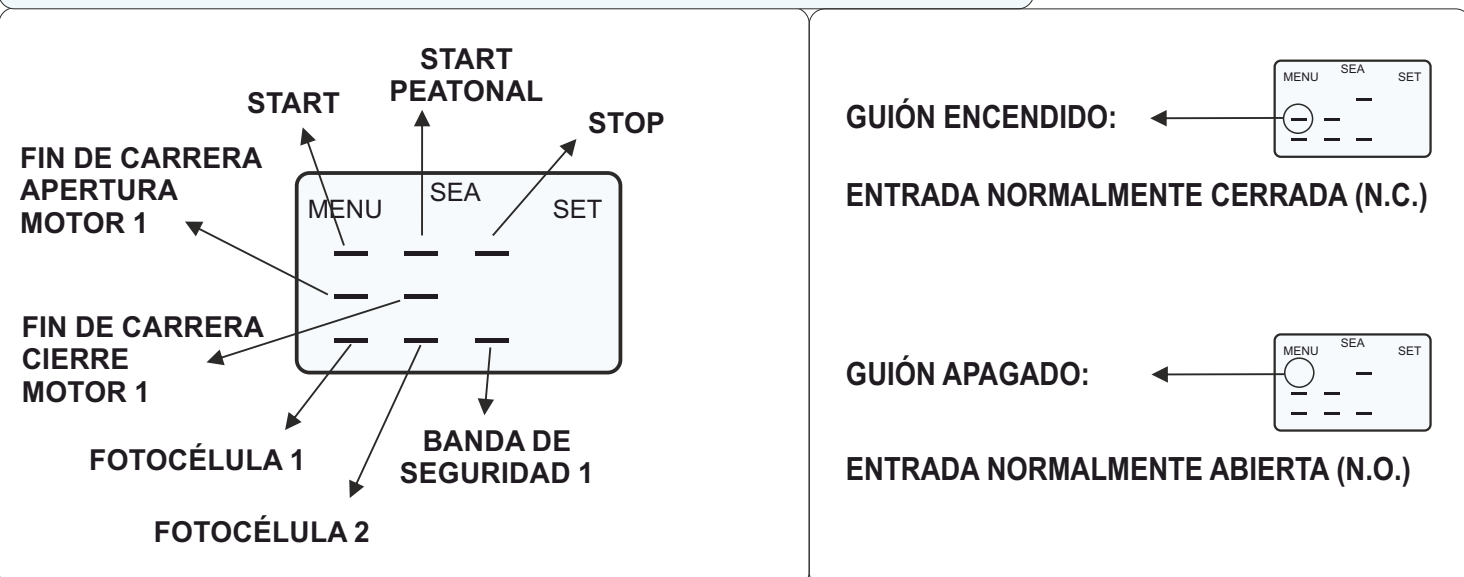 START
PEATONAL
START
STOP
FIN DE CARRERA
APERTURA
MOTOR 1
MENU
SEA
SET
FIN DE CARRERA
CIERRE
MOTOR 1
FOTOCÉLULA 1
BANDA DE
SEGURIDAD 1
FOTOCÉLULA 2
GUIÓN ENCENDIDO:
MENU
SEA
SET
ENTRADA NORMALMENTE CERRADA (N.C.)
GUIÓN APAGADO:
MENU
SEA
SET
ENTRADA NORMALMENTE ABIERTA (N.O.)